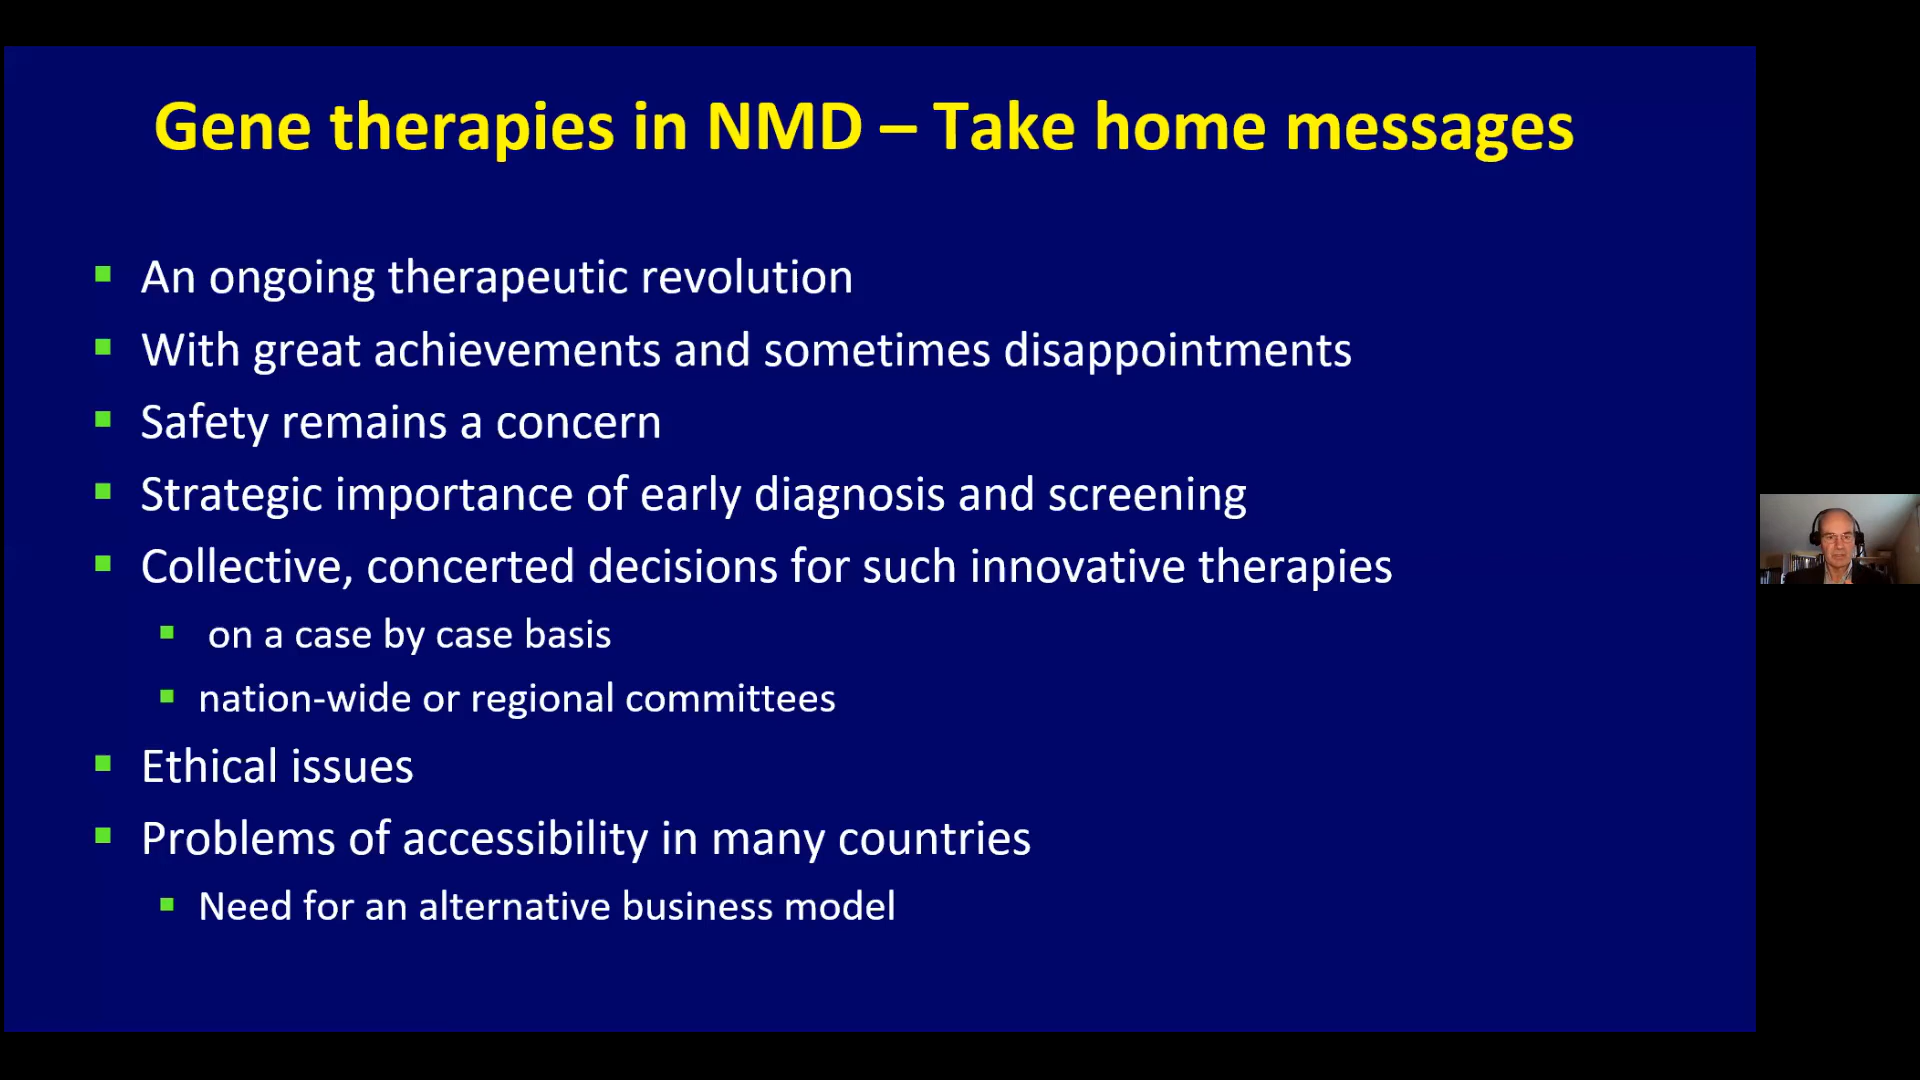 Gene therapies in NMD – Take home messages
An ongoing therapeutic revolution
With great achievements and sometimes disappointments
Safety remains a concern
Strategic importance of early diagnosis and screening
Collective, concerted decisions for such innovative therapies
on a case by case basis
nation-wide or regional committees
Ethical issues
Problems of accessibility in many countries
Need for an alternative business model